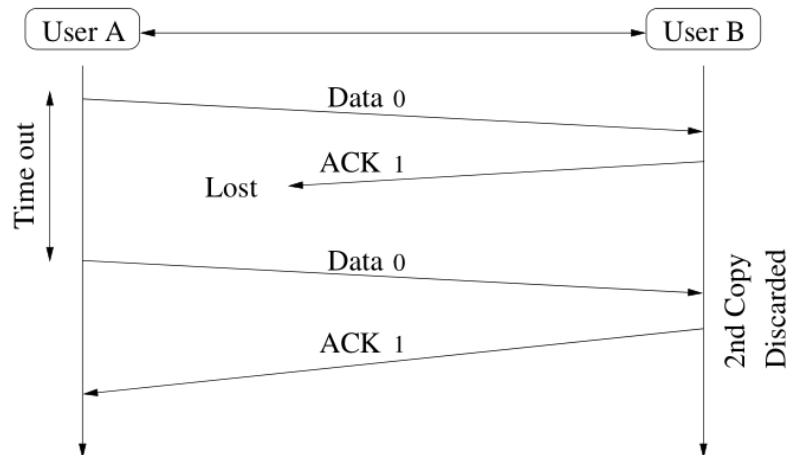 User A
User B
Data 0
ACK 1
Lost
Time out
Data 0
ACK 1
2nd Copy
Discarded